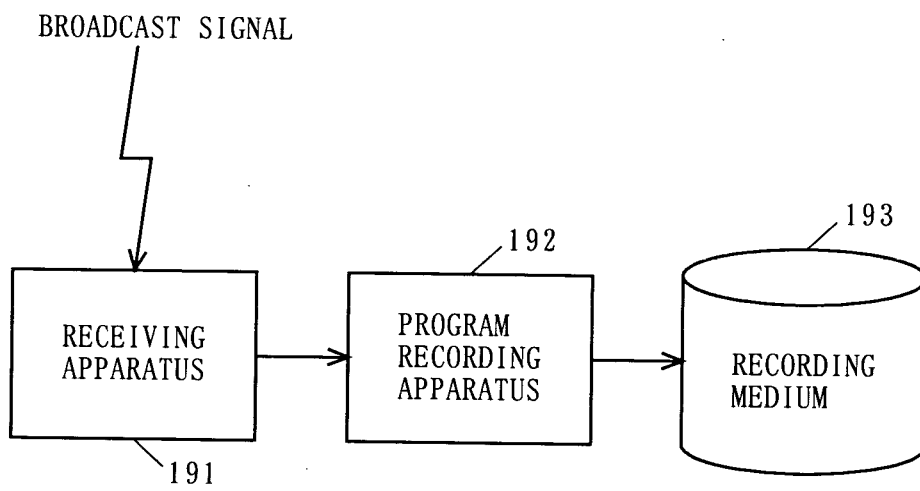 BROADCAST SIGNAL
192
193
RECEIVING
APPARATUS
PROGRAM
RECORDING
APPARATUS
RECORDING
MEDIUM
191